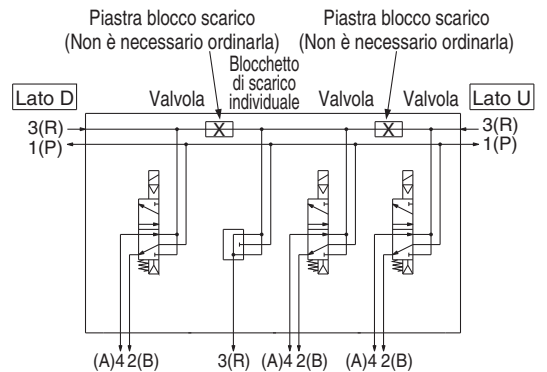 Piastra blocco scarico
(Non è necessario ordinarla)
Piastra blocco scarico
(Non è necessario ordinarla)
Blocchetto
di scarico
individuale
Lato D
Valvola
Valvola
Valvola
Lato U
X
X
3(R)
1(P)
3(R)
1(P)
(A)4 2(B)
3(R)
(A)4 2(B)
(A)4 2(B)